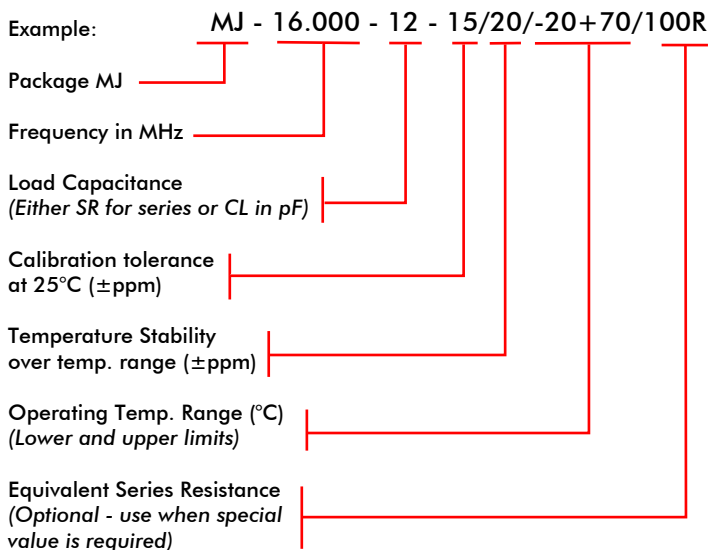 Example: MJ - 16.000 - 12 - 15/20/-20+70/100R
Package MJ
Frequency in MHz
Load Capacitance
(Either SR for series or CL in pF)
Calibration tolerance
at 25°C (±ppm)
Temperature Stability
over temp. range (±ppm)
Operating Temp. Range (°C)
(Lower and upper limits)
Equivalent Series Resistance
(Optional - use when special
value is required)